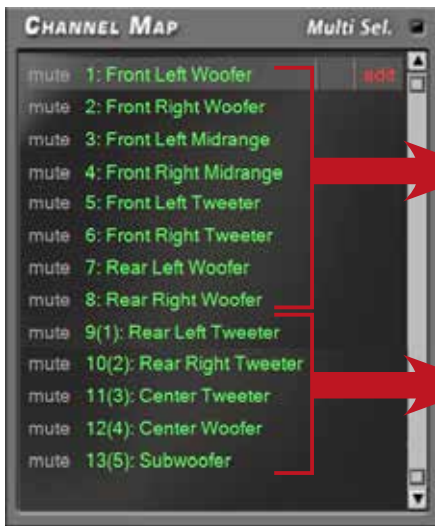 CHANNEL MAP Multi Sel.
mute 1: Front Left Woofer edit
mute 2: Front Right Woofer
mute 3: Front Left Midrange
mute 4: Front Right Midrange
mute 5: Front Left Tweeter
mute 6: Front Right Tweeter
mute 7: Rear Left Woofer
mute 8: Rear Right Woofer
mute 9(1): Rear Left Tweeter
mute 10(2): Rear Right Tweeter
mute 11(3): Center Tweeter
mute 12(4): Center Woofer
mute 13(5): Subwoofer